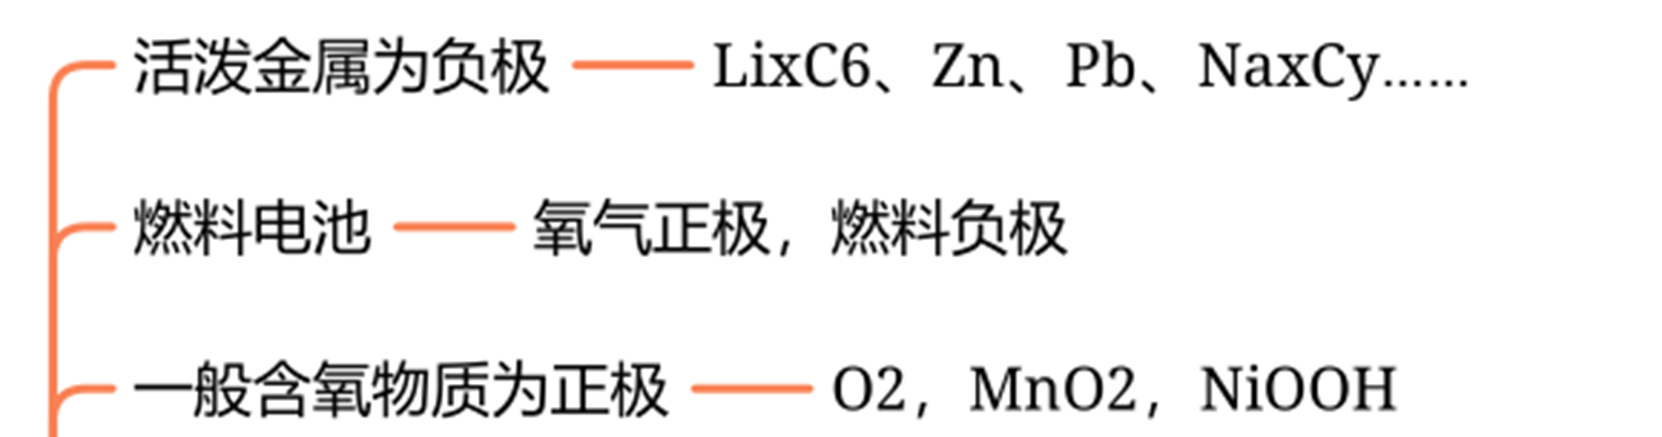 活泼金属为负极 LixC6、Zn、Pb、NaxCy……
燃料电池 氧气正极，燃料负极
一般含氧物质为正极 O2，MnO2，NiOOH